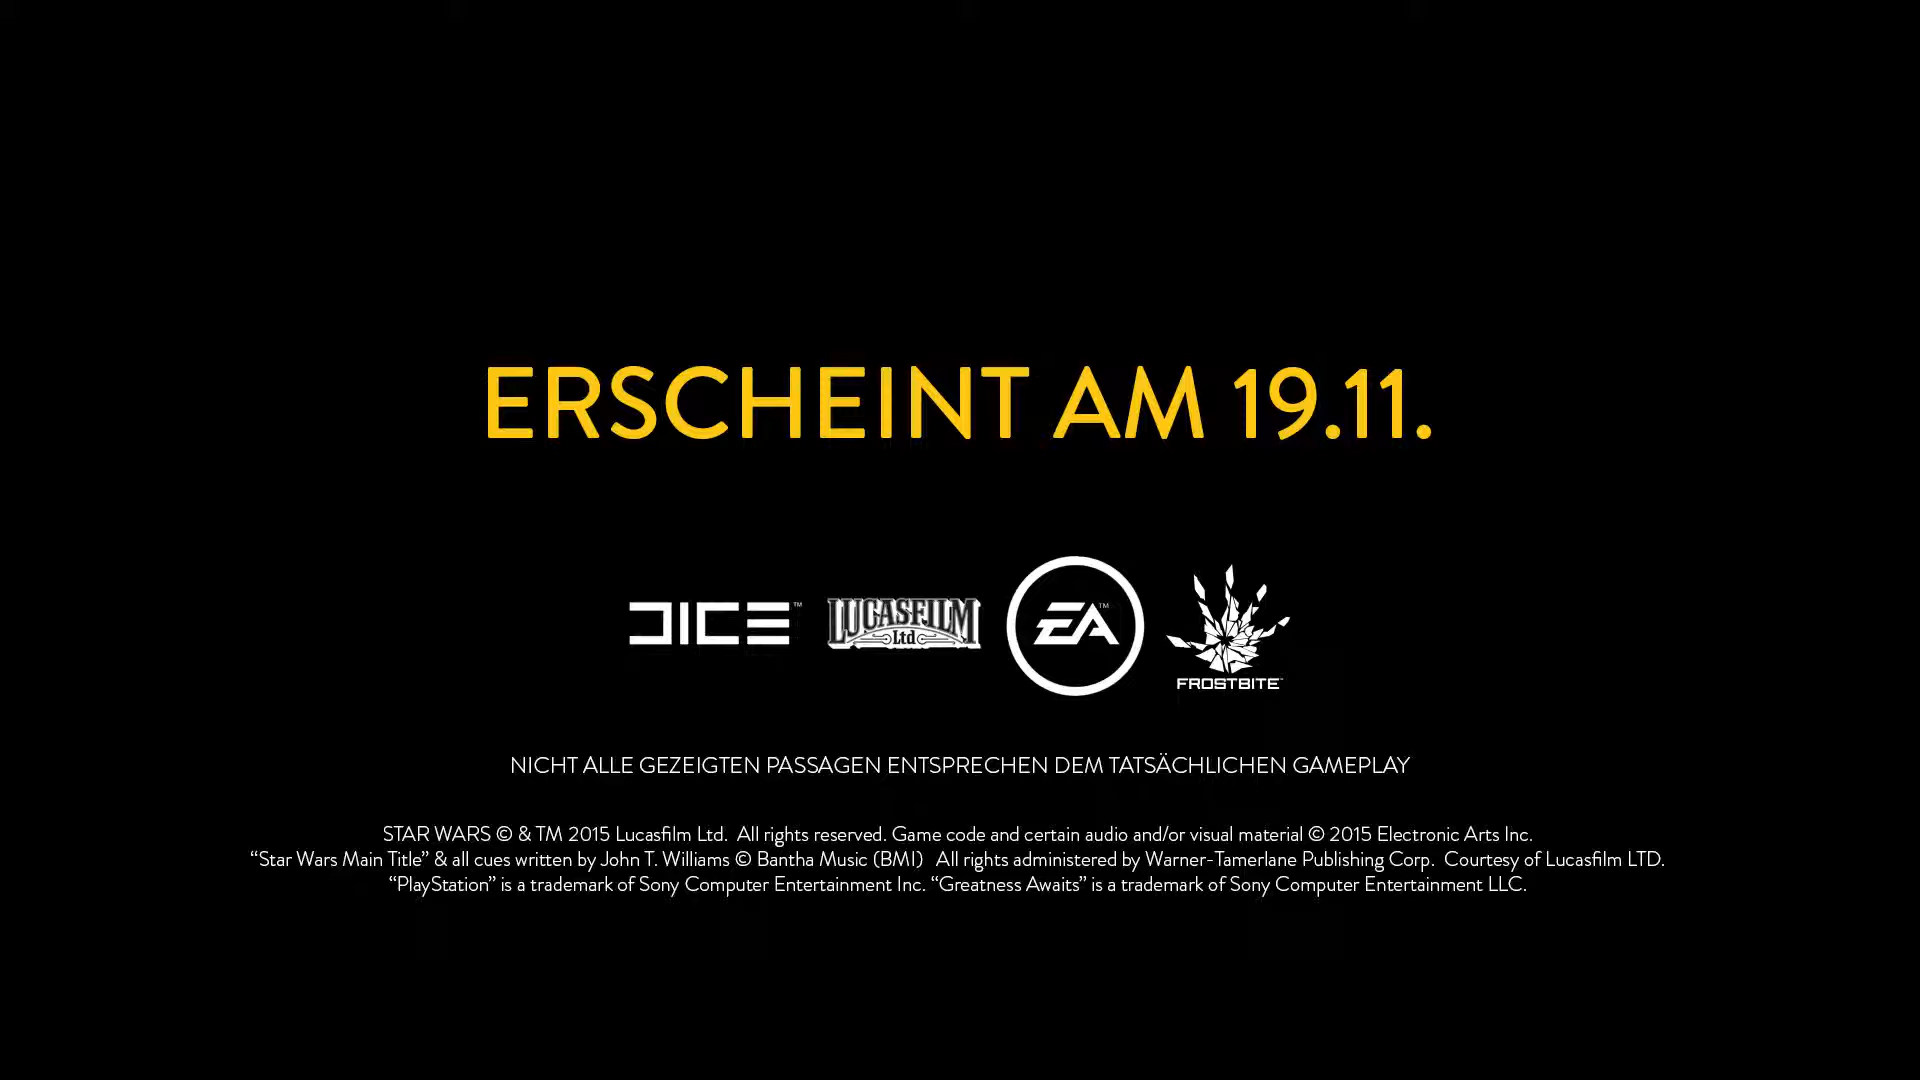 ERSCHEINT AM 19.11.
DICE™ LUCASFILM Ltd EA™ FROSTBITE™
NICHT ALLE GEZEIGTEN PASSAGEN ENTSPRECHEN DEM TATSÄCHLICHEN GAMEPLAY
STAR WARS © & TM 2015 Lucasfilm Ltd. All rights reserved. Game code and certain audio and/or visual material © 2015 Electronic Arts Inc.
“Star Wars Main Title” & all cues written by John T. Williams © Bantha Music (BMI) All rights administered by Warner-Tamerlane Publishing Corp. Courtesy of Lucasfilm LTD.
“PlayStation” is a trademark of Sony Computer Entertainment Inc. “Greatness Awaits” is a trademark of Sony Computer Entertainment LLC.